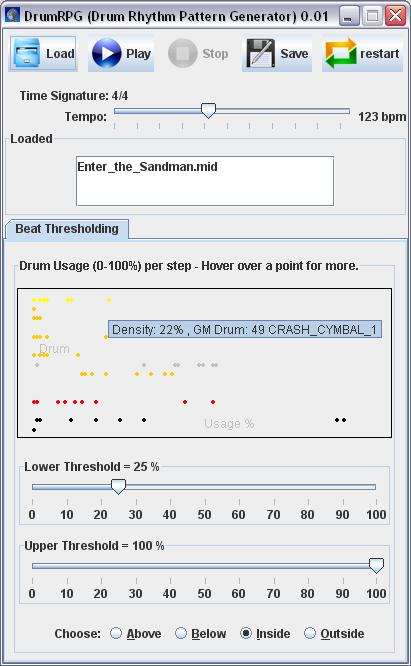 DrumRPG (Drum Rhythm Pattern Generator) 0.01
Load Play Stop Save restart
Time Signature: 4/4
Tempo: 123 bpm
Loaded
Enter_the_Sandman.mid
Beat Thresholding
Drum Usage (0-100%) per step - Hover over a point for more.
Density: 22% , GM Drum: 49 CRASH_CYMBAL_1
Drum
Usage %
Lower Threshold = 25 %
0 10 20 30 40 50 60 70 80 90 100
Upper Threshold = 100 %
0 10 20 30 40 50 60 70 80 90 100
Choose: Above Below Inside Outside